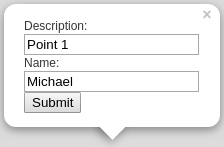 ×
Description:
Point 1
Name:
Michael
Submit